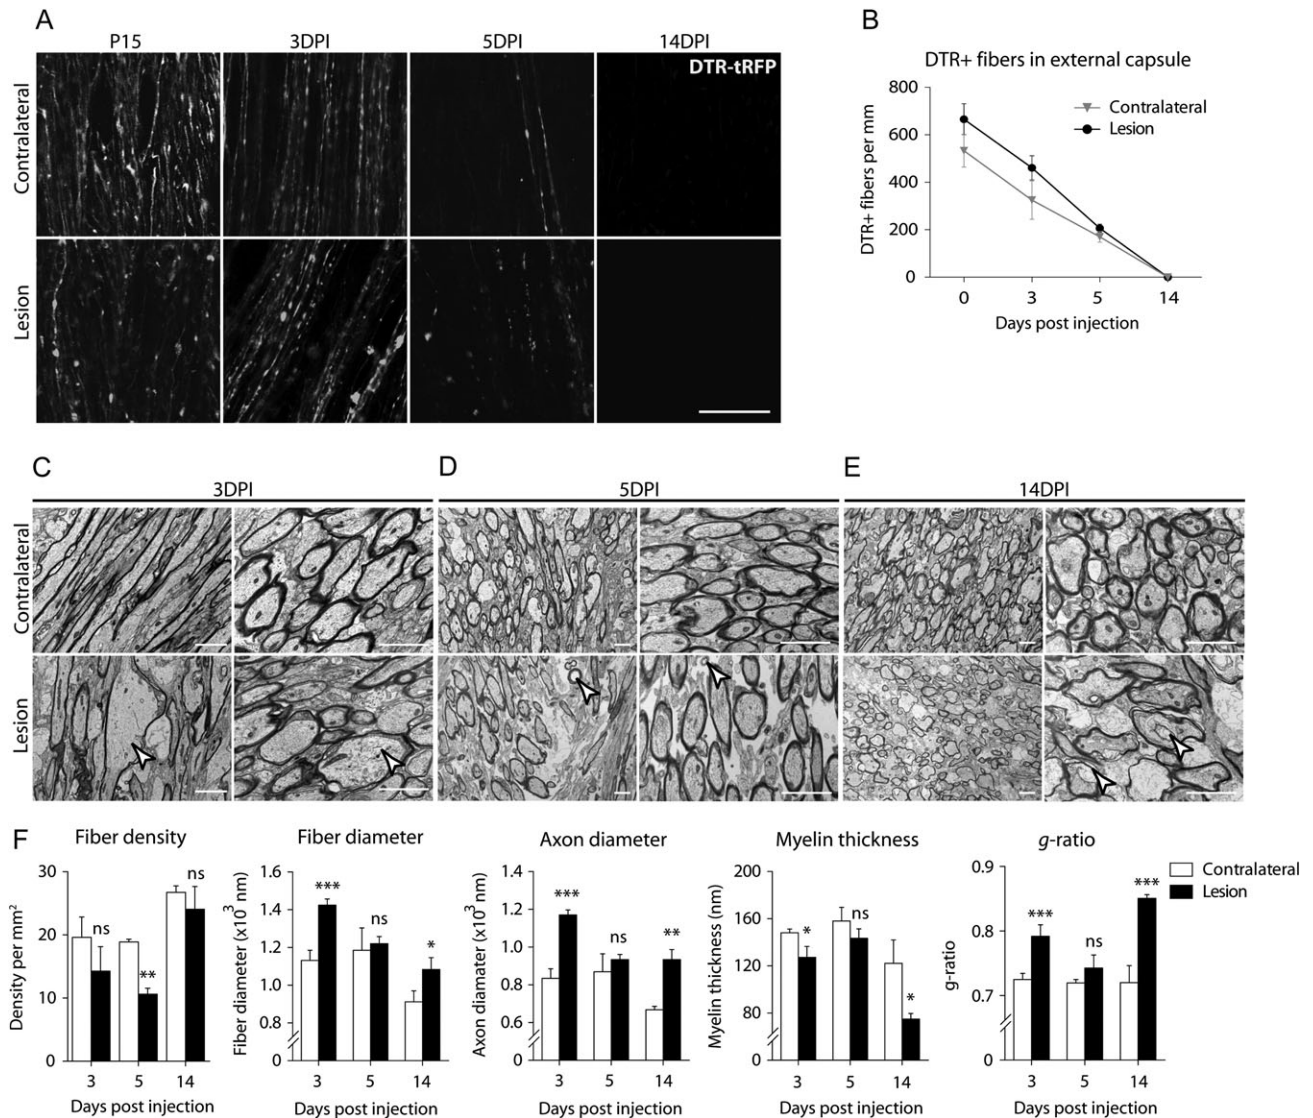 A
P15 3DPI 5DPI 14DPI
DTR-tRFP
Contralateral
Lesion
B
DTR+ fibers in external capsule
800
600
400
200
0
DTR+ fibers per mm
Contralateral
Lesion
0 3 5 14
Days post injection
C D E
3DPI 5DPI 14DPI
Contralateral
Lesion
F
Fiber density
Density per mm²
30
20
10
0
ns
**
ns
3 5 14
Days post injection
Fiber diameter
Fiber diameter (x10³ nm)
1.6
1.4
1.2
1.0
0.8
0
***
ns
*
3 5 14
Days post injection
Axon diameter
Axon diamater (x10³ nm)
1.4
1.2
1.0
0.8
0.6
0
***
ns
**
3 5 14
Days post injection
Myelin thickness
Myelin thickness (nm)
200
160
120
80
0
*
ns
*
3 5 14
Days post injection
g-ratio
g-ratio
0.9
0.8
0.7
0
***
ns
***
3 5 14
Days post injection
Contralateral
Lesion